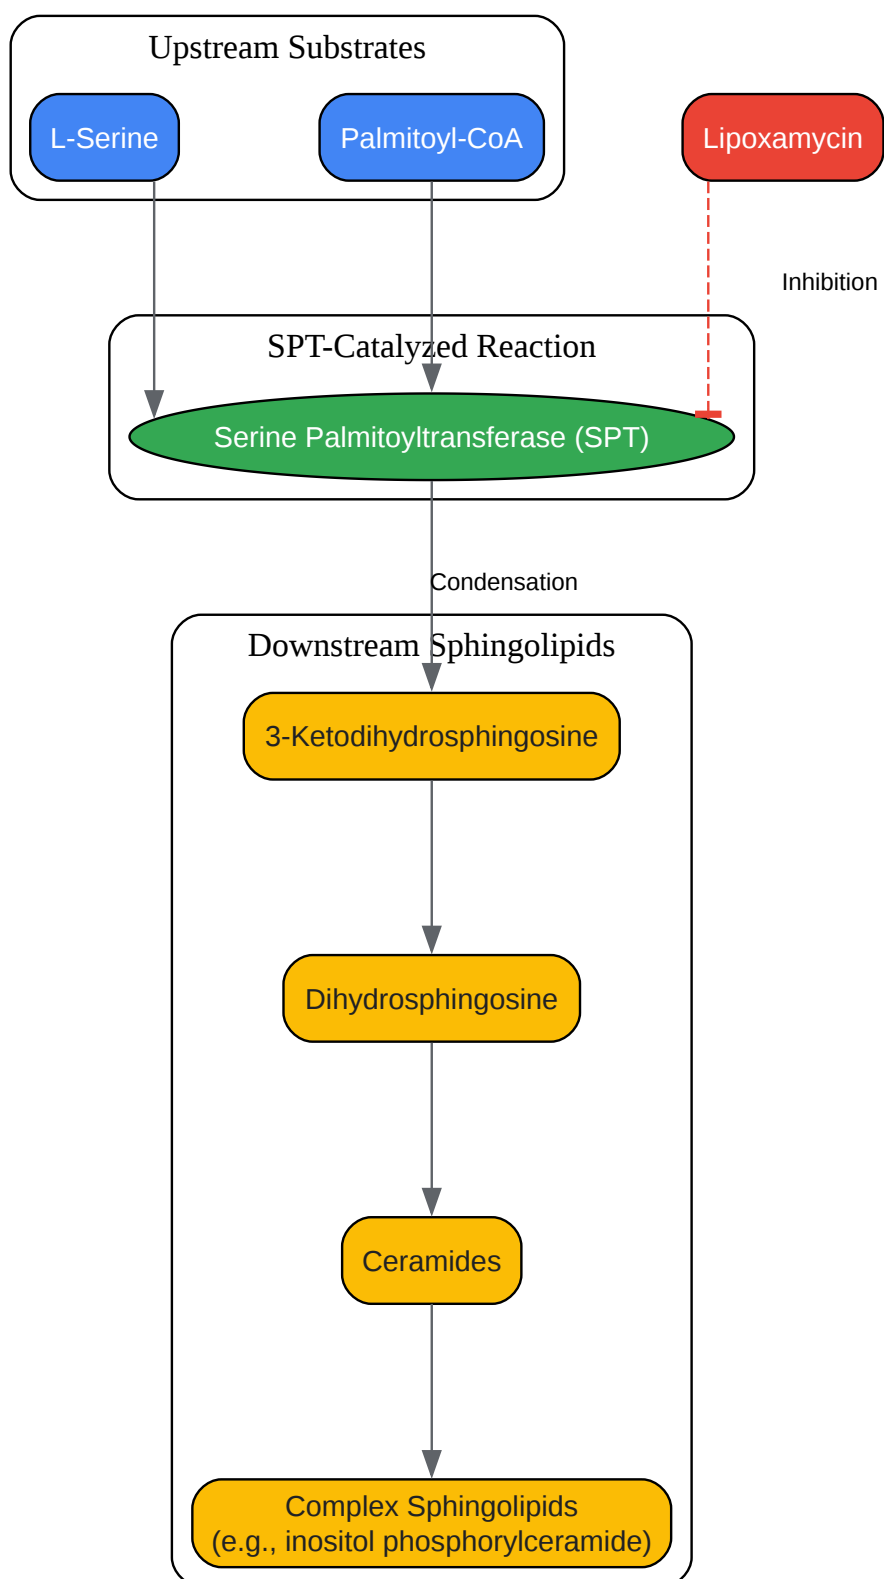 Upstream Substrates
L-Serine
Palmitoyl-CoA
Lipoxamycin
Inhibition
SPT-Catalyzed Reaction
Serine Palmitoyltransferase (SPT)
Condensation
Downstream Sphingolipids
3-Ketodihydrosphingosine
Dihydrosphingosine
Ceramides
Complex Sphingolipids
(e.g., inositol phosphorylceramide)